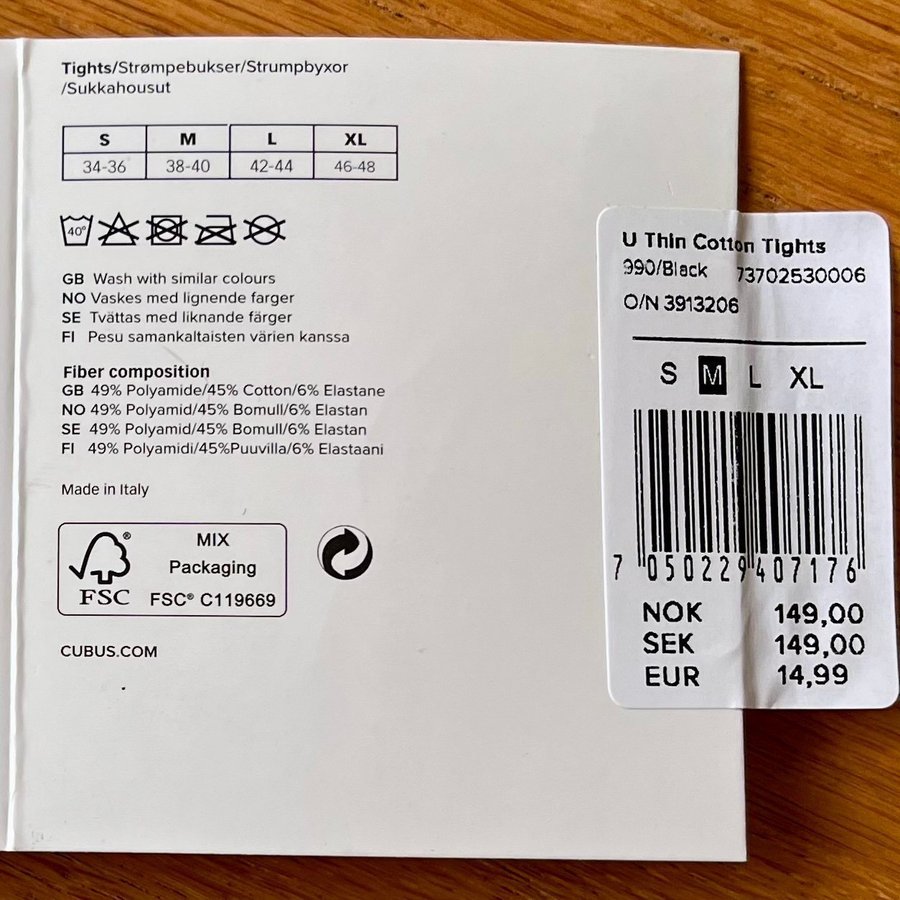 Tights/Strømpebukser/Strumpbyxor
/Sukkahousut
S M L XL
34-36 38-40 42-44 46-48
40°
GB Wash with similar colours
NO Vaskes med lignende farger
SE Tvättas med liknande färger
FI Pesu samankaltaisten värien kanssa
Fiber composition
GB 49% Polyamide/45% Cotton/6% Elastane
NO 49% Polyamid/45% Bomull/6% Elastan
SE 49% Polyamid/45% Bomull/6% Elastan
FI 49% Polyamidi/45%Puuvilla/6% Elastaani
Made in Italy
FSC®
MIX
Packaging
FSC® C119669
CUBUS.COM
U Thin Cotton Tights
990/Black 73702530006
O/N 3913206
S M L XL
7 050229 407176
NOK 149,00
SEK 149,00
EUR 14,99